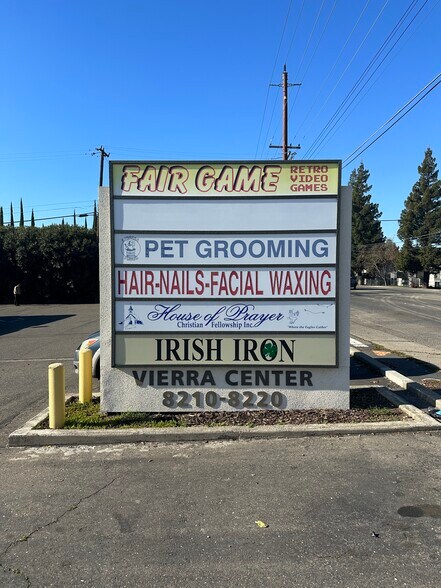 FAIR GAME RETRO
VIDEO
GAMES
PET GROOMING
HAIR-NAILS-FACIAL WAXING
House of Prayer
Christian Fellowship Inc.
IRISH IRON
VIERRA CENTER
8210-8220